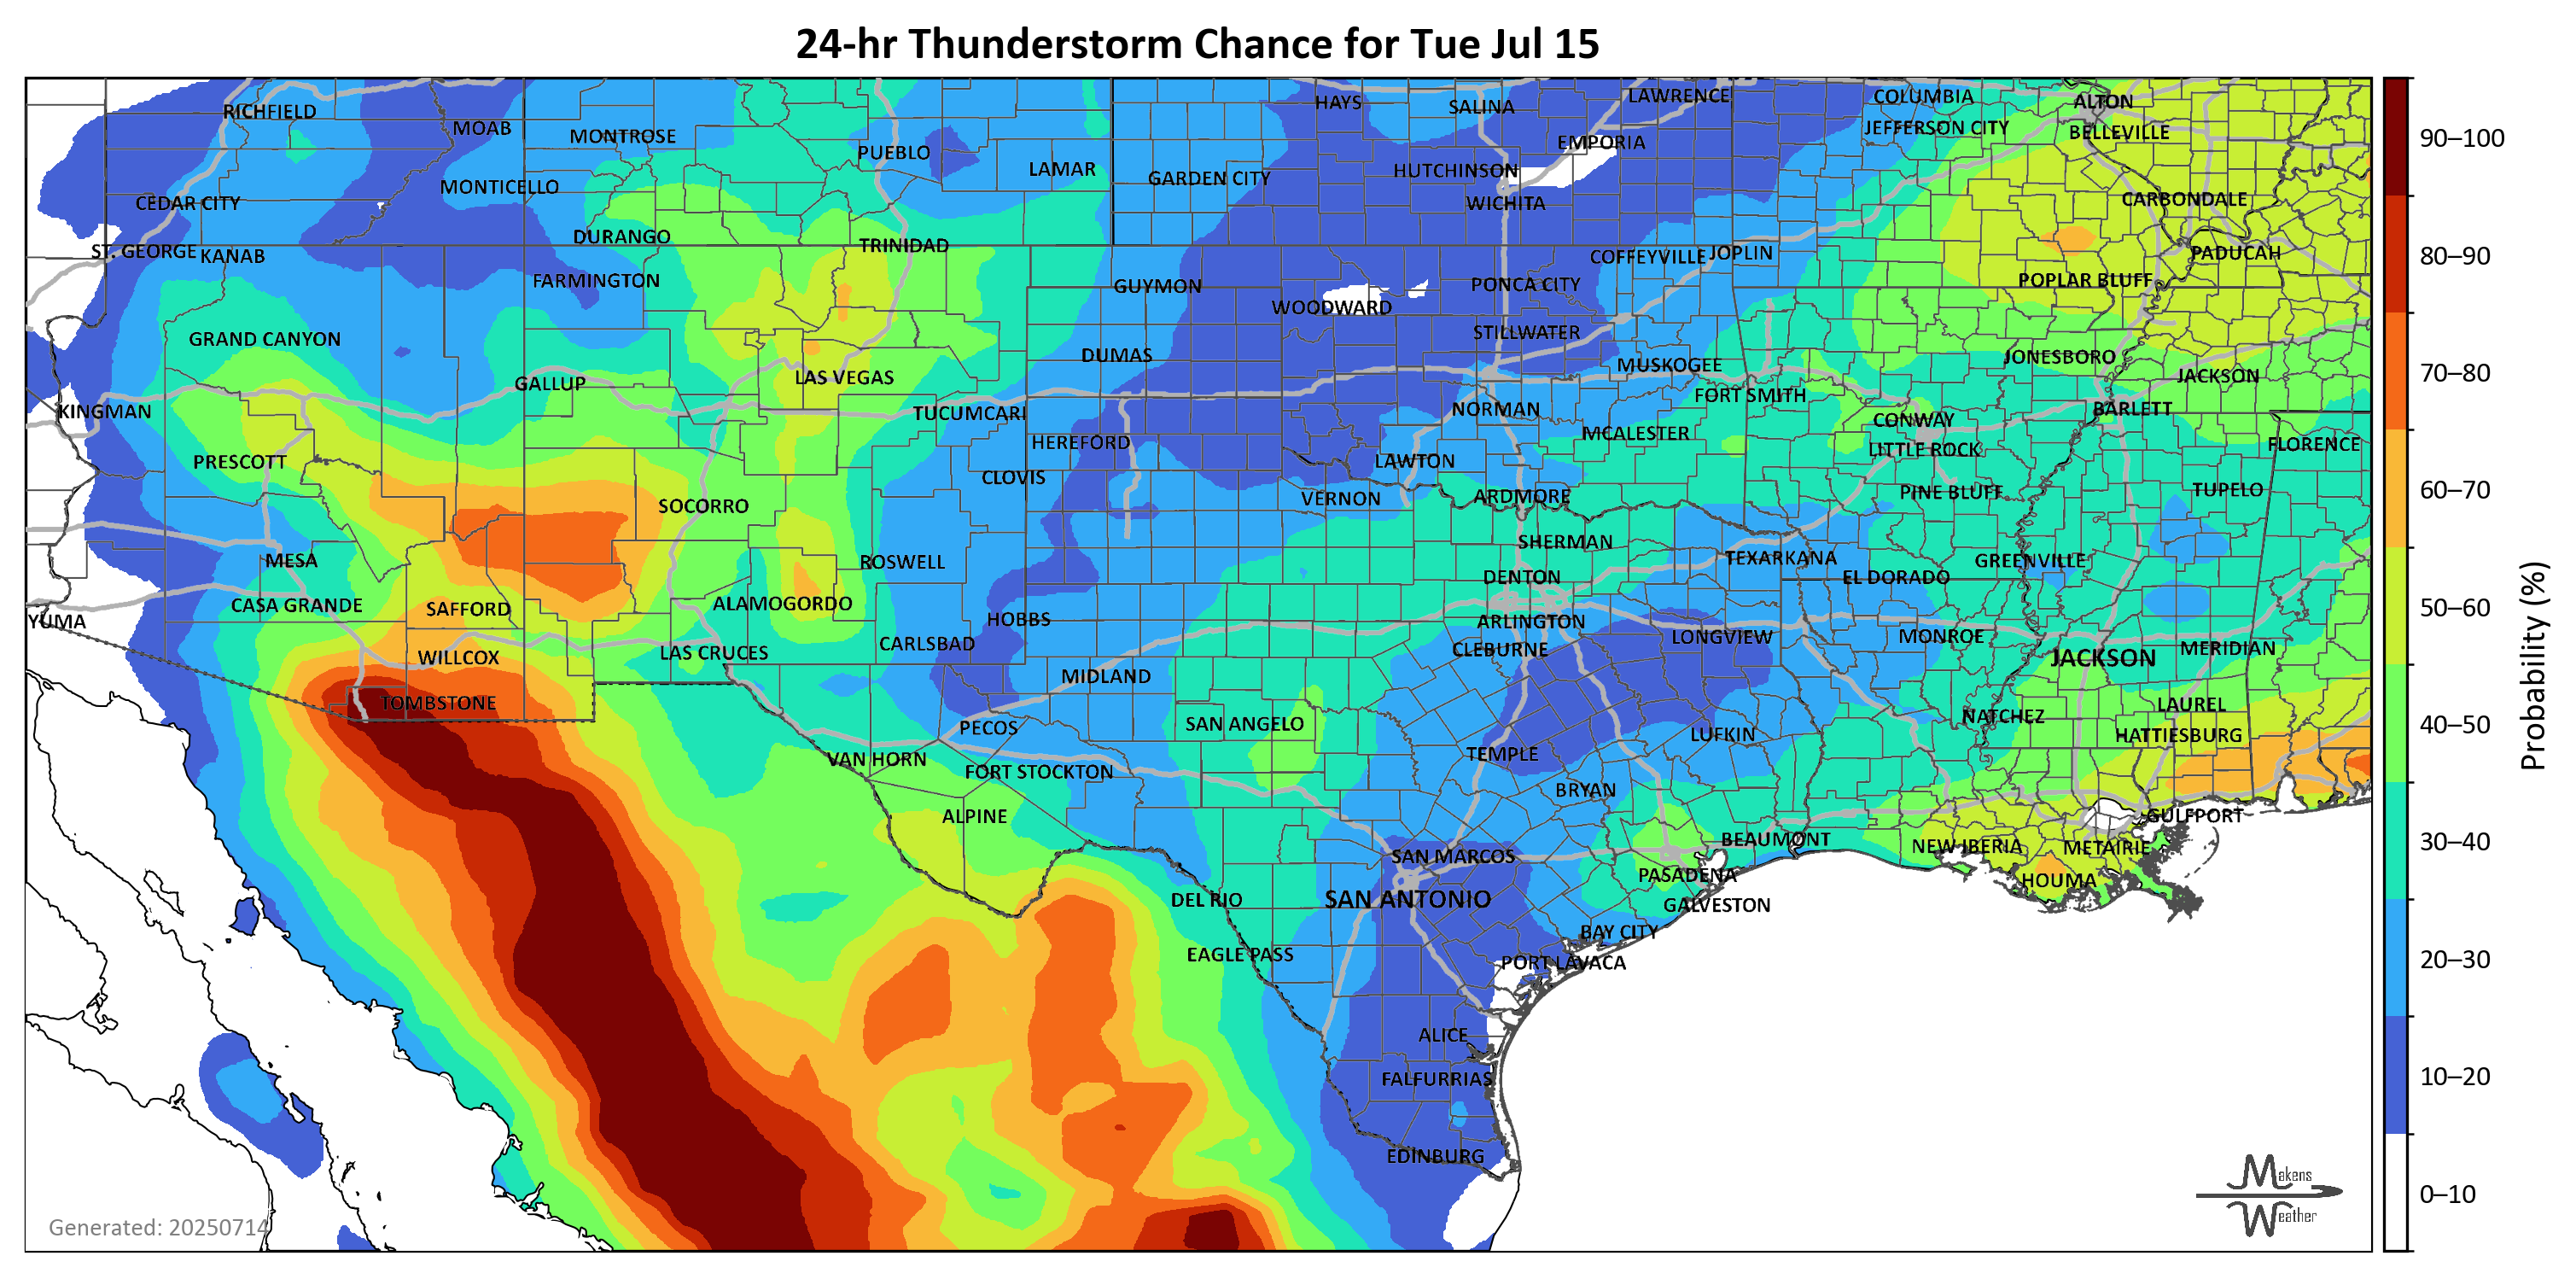 24-hr Thunderstorm Chance for Tue Jul 15
RICHFIELD
MOAB
MONTROSE
PUEBLO
LAMAR
HAYS
SALINA
LAWRENCE
COLUMBIA
ALTON
JEFFERSON CITY
BELLEVILLE
EMPORIA
HUTCHINSON
GARDEN CITY
MONTICELLO
CEDAR CITY
WICHITA
CARBONDALE
DURANGO
TRINIDAD
ST. GEORGE
KANAB
COFFEYVILLE
JOPLIN
PADUCAH
FARMINGTON
GUYMON
PONCA CITY
POPLAR BLUFF
WOODWARD
STILLWATER
GRAND CANYON
DUMAS
MUSKOGEE
JONESBORO
JACKSON
GALLUP
LAS VEGAS
FORT SMITH
KINGMAN
TUCUMCARI
NORMAN
BARLETT
CONWAY
HEREFORD
MCALESTER
LITTLE ROCK
FLORENCE
PRESCOTT
CLOVIS
LAWTON
VERNON
ARDMORE
PINE BLUFF
TUPELO
SOCORRO
SHERMAN
MESA
ROSWELL
TEXARKANA
GREENVILLE
DENTON
EL DORADO
CASA GRANDE
SAFFORD
ALAMOGORDO
HOBBS
ARLINGTON
YUMA
LONGVIEW
MONROE
CARLSBAD
CLEBURNE
MERIDIAN
WILLCOX
LAS CRUCES
JACKSON
MIDLAND
TOMBSTONE
LAUREL
NATCHEZ
SAN ANGELO
PECOS
LUFKIN
HATTIESBURG
TEMPLE
VAN HORN
FORT STOCKTON
BRYAN
ALPINE
GULFPORT
BEAUMONT
NEW IBERIA
METAIRIE
SAN MARCOS
PASADENA
HOUMA
DEL RIO
SAN ANTONIO
GALVESTON
BAY CITY
EAGLE PASS
PORT LAVACA
ALICE
FALFURRIAS
EDINBURG
Generated: 20250714
Makens
Weather
90–100
80–90
70–80
60–70
50–60
40–50
30–40
20–30
10–20
0–10
Probability (%)